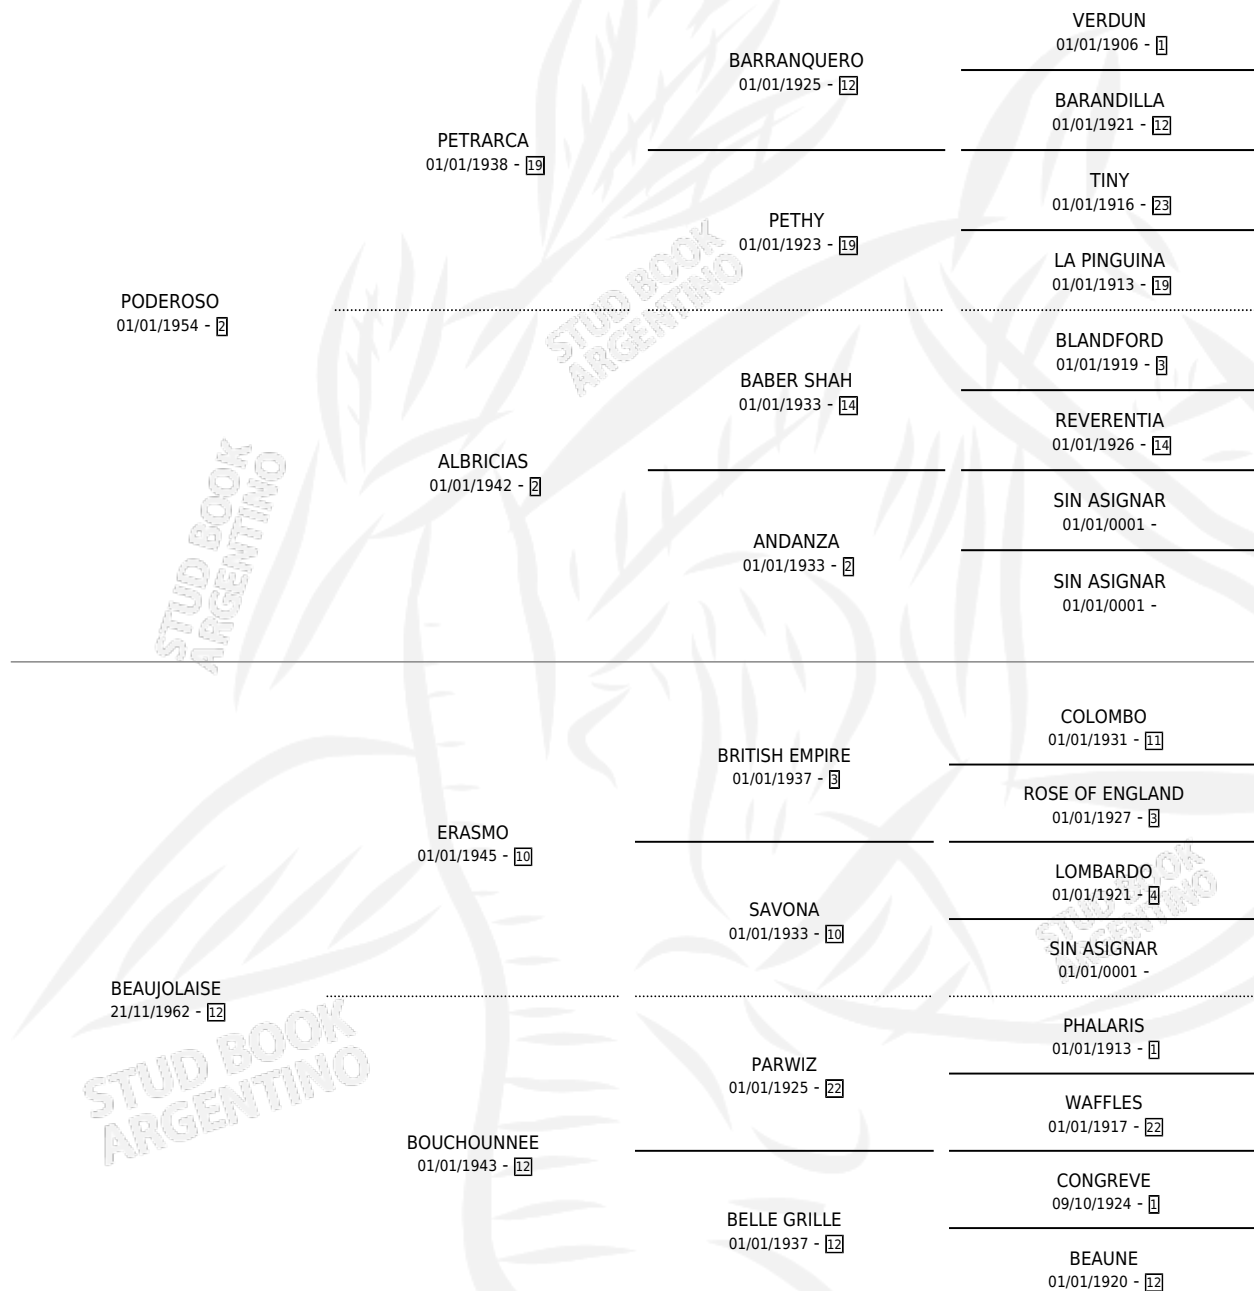 VERDUN
01/01/1906 - 1
BARRANQUERO
01/01/1925 - 12
BARANDILLA
01/01/1921 - 12
PETRARCA
01/01/1938 - 19
TINY
01/01/1916 - 23
PETHY
01/01/1923 - 19
LA PINGUINA
01/01/1913 - 19
PODEROSO
01/01/1954 - 2
BLANDFORD
01/01/1919 - 3
BABER SHAH
01/01/1933 - 14
REVERENTIA
01/01/1926 - 14
ALBRICIAS
01/01/1942 - 2
SIN ASIGNAR
01/01/0001 -
ANDANZA
01/01/1933 - 2
SIN ASIGNAR
01/01/0001 -
COLOMBO
01/01/1931 - 11
BRITISH EMPIRE
01/01/1937 - 3
ROSE OF ENGLAND
01/01/1927 - 3
ERASMO
01/01/1945 - 10
LOMBARDO
01/01/1921 - 4
SAVONA
01/01/1933 - 10
SIN ASIGNAR
01/01/0001 -
BEAUJOLAISE
21/11/1962 - 12
PHALARIS
01/01/1913 - 1
PARWIZ
01/01/1925 - 22
WAFFLES
01/01/1917 - 22
BOUCHOUNNEE
01/01/1943 - 12
CONGREVE
09/10/1924 - 1
BELLE GRILLE
01/01/1937 - 12
BEAUNE
01/01/1920 - 12
STUD BOOK
ARGENTINO
STUD BOOK
ARGENTINO
STUD BOOK
ARGENTINO
STUD BOOK
ARGENTINO